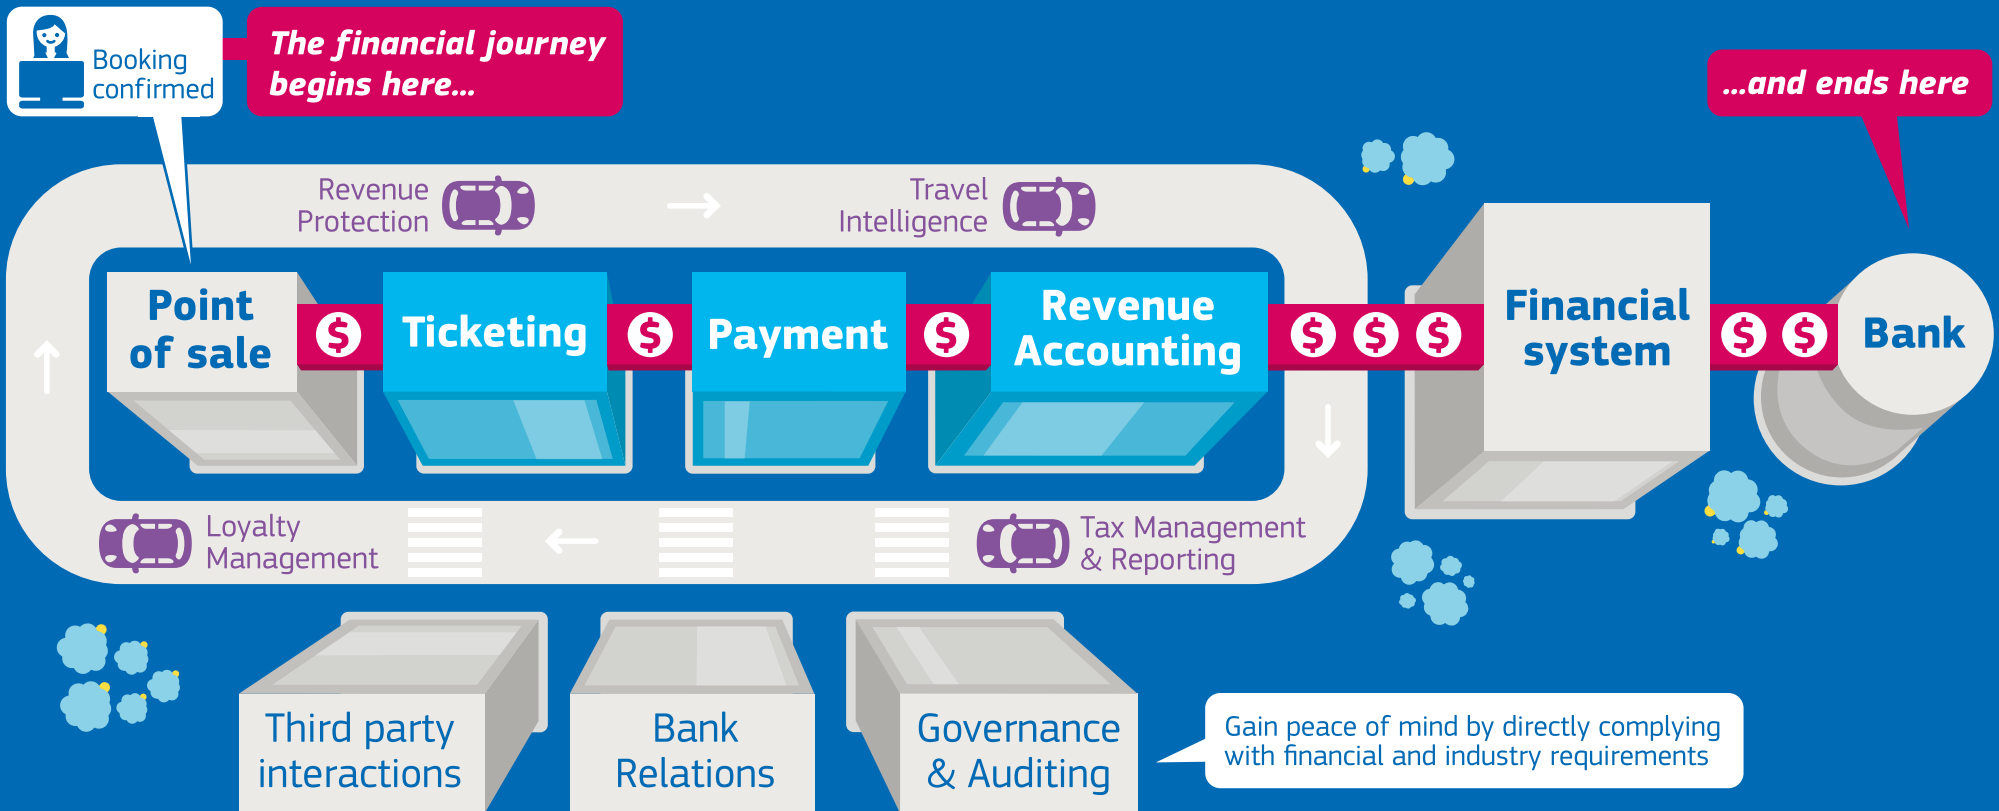 Booking
confirmed
The financial journey
begins here...
...and ends here
Revenue
Protection
Travel
Intelligence
Point
of sale
$
Ticketing
$
Payment
$
Revenue
Accounting
$ $ $
Financial
system
$ $
Bank
Loyalty
Management
Tax Management
& Reporting
Third party
interactions
Bank
Relations
Governance
& Auditing
Gain peace of mind by directly complying
with financial and industry requirements